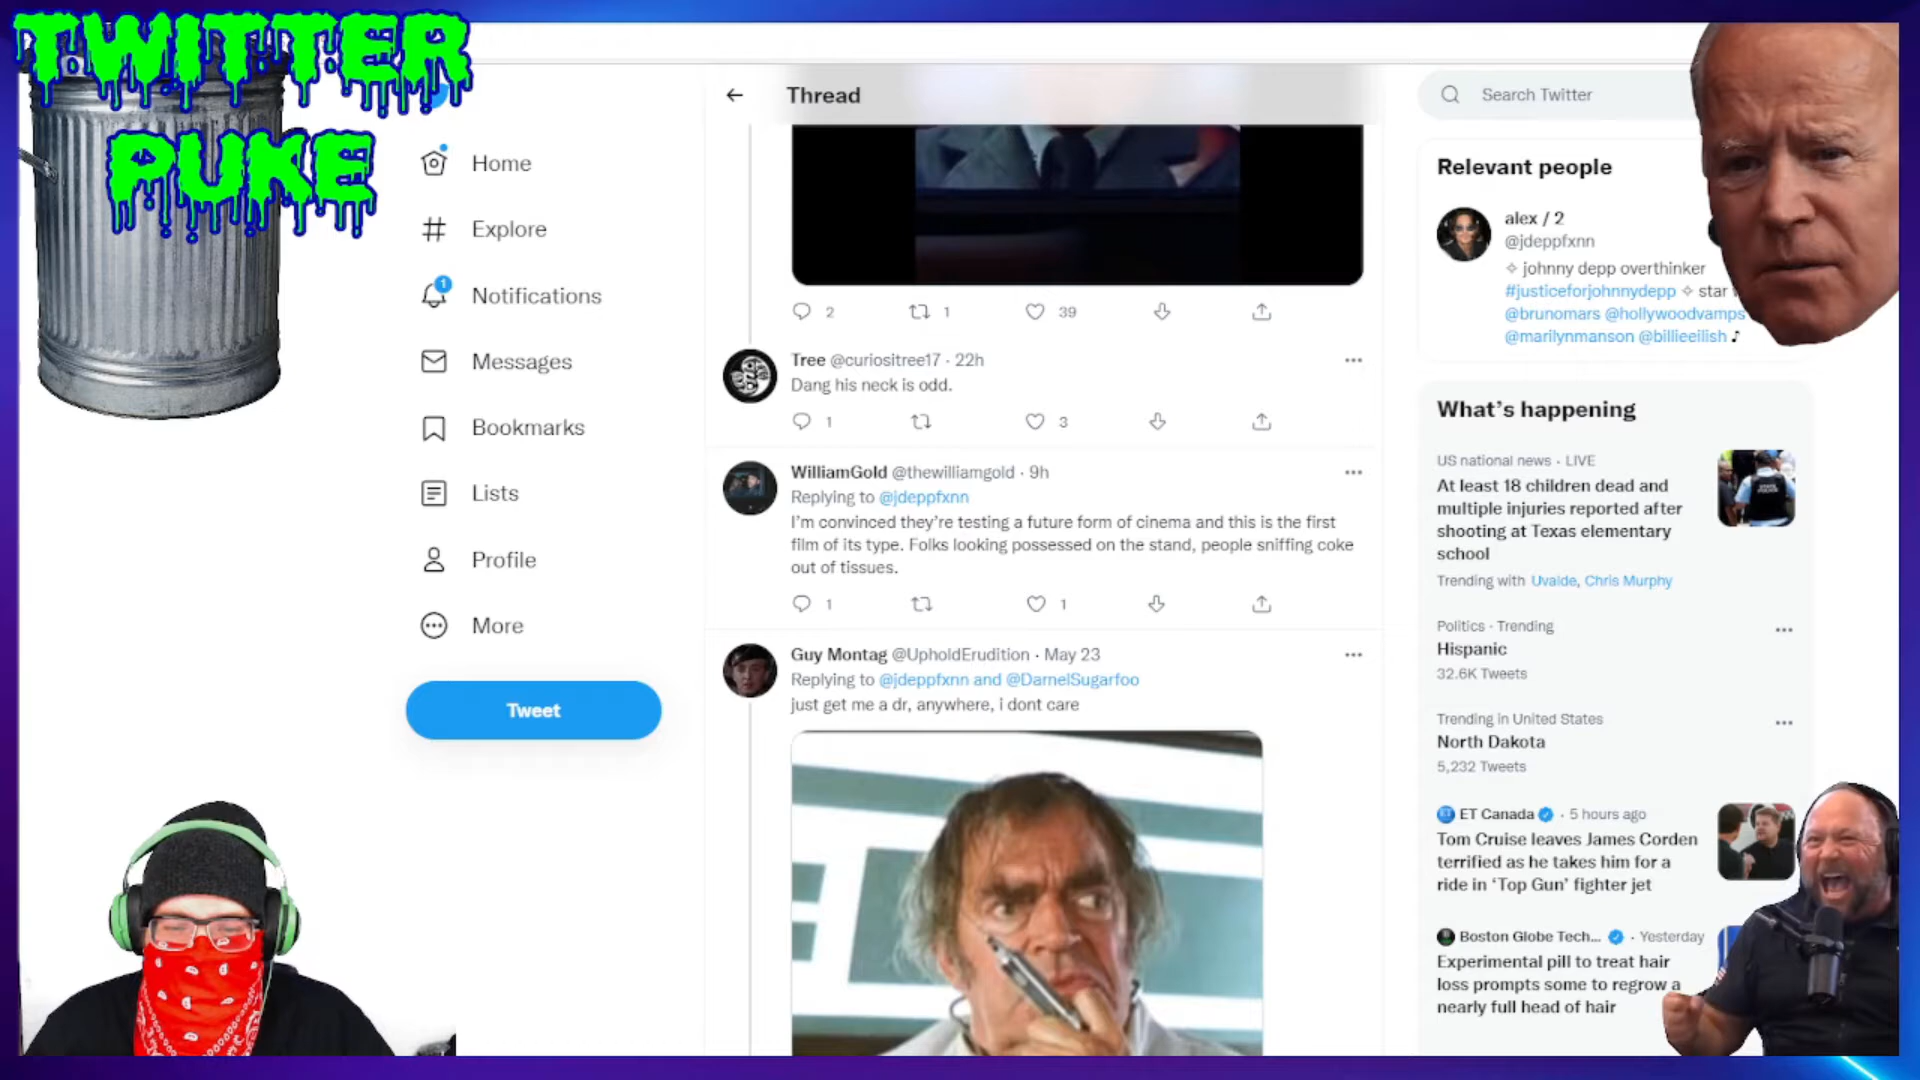 TWITTER
PUKE
Home
Explore
1
Notifications
Messages
Bookmarks
Lists
Profile
More
Tweet
Thread
2 1 39
Tree @curiositree17 · 22h
Dang his neck is odd.
1 3
WilliamGold @thewilliamgold · 9h
Replying to @jdeppfxnn
I'm convinced they're testing a future form of cinema and this is the first
film of its type. Folks looking possessed on the stand, people sniffing coke
out of tissues.
1 1
Guy Montag @UpholdErudition · May 23
Replying to @jdeppfxnn and @DarnelSugarfoo
just get me a dr, anywhere, i dont care
Search Twitter
Relevant people
alex / 2
@jdeppfxnn
✧ johnny depp overthinker
#justiceforjohnnydepp ✧ star
@brunomars @hollywoodvamps
@marilynmanson @billieeilish
What's happening
US national news · LIVE
At least 18 children dead and
multiple injuries reported after
shooting at Texas elementary
school
Trending with Uvalde, Chris Murphy
Politics · Trending
Hispanic
32.6K Tweets
Trending in United States
North Dakota
5,232 Tweets
ET Canada · 5 hours ago
Tom Cruise leaves James Corden
terrified as he takes him for a
ride in 'Top Gun' fighter jet
Boston Globe Tech... · Yesterday
Experimental pill to treat hair
loss prompts some to regrow a
nearly full head of hair